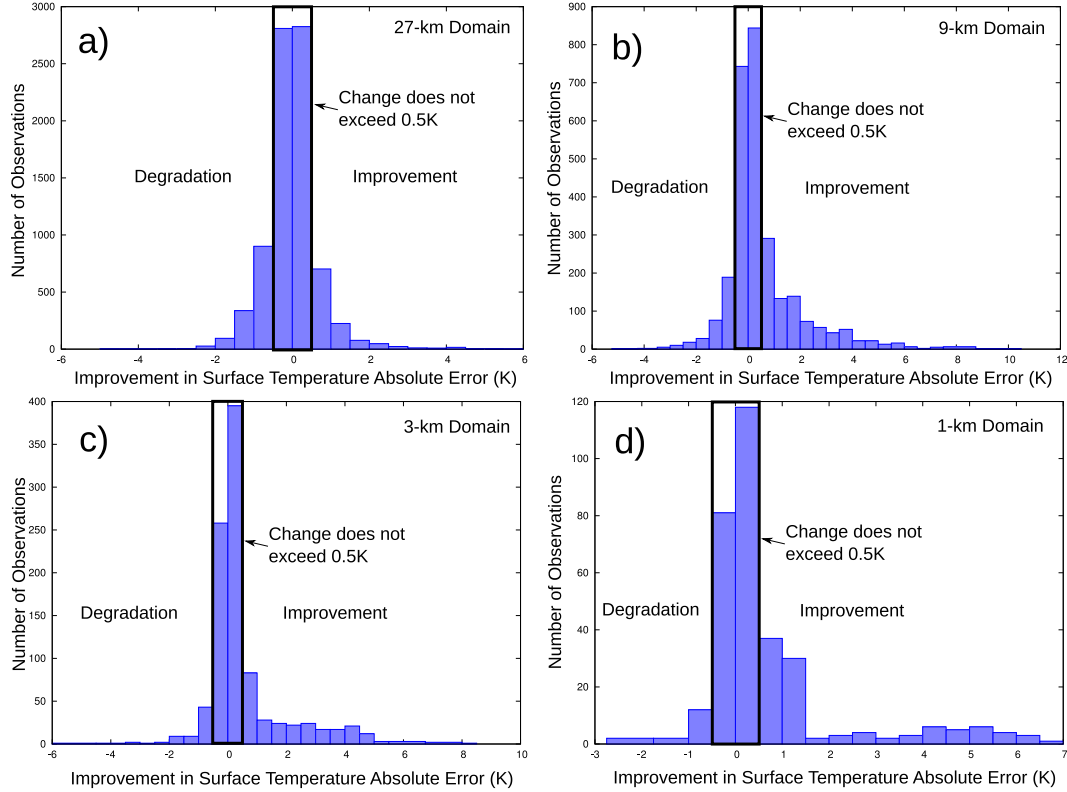 a)
27-km Domain
3000
2500
2000
1500
1000
500
0
Number of Observations
Change does not
exceed 0.5K
Degradation
Improvement
-6 -4 -2 0 2 4 6
Improvement in Surface Temperature Absolute Error (K)
b)
9-km Domain
900
800
700
600
500
400
300
200
100
0
Number of Observations
Change does not
exceed 0.5K
Degradation
Improvement
-6 -4 -2 0 2 4 6 8 10 12
Improvement in Surface Temperature Absolute Error (K)
c)
3-km Domain
400
350
300
250
200
150
100
50
0
Number of Observations
Change does not
exceed 0.5K
Degradation
Improvement
-6 -4 -2 0 2 4 6 8 10
Improvement in Surface Temperature Absolute Error (K)
d)
1-km Domain
120
100
80
60
40
20
0
Number of Observations
Change does not
exceed 0.5K
Degradation
Improvement
-3 -2 -1 0 1 2 3 4 5 6 7
Improvement in Surface Temperature Absolute Error (K)